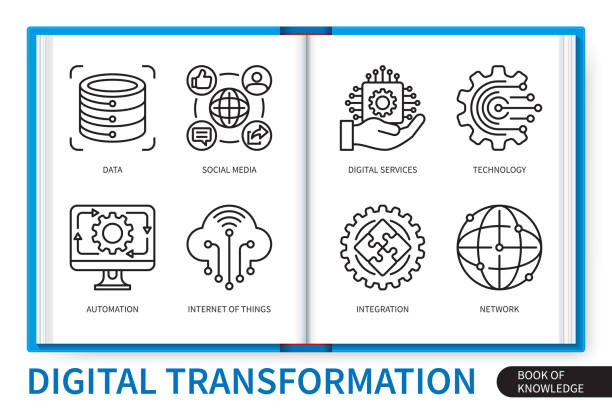 DATA
SOCIAL MEDIA
DIGITAL SERVICES
TECHNOLOGY
AUTOMATION
INTERNET OF THINGS
INTEGRATION
NETWORK
DIGITAL TRANSFORMATION
BOOK OF
KNOWLEDGE